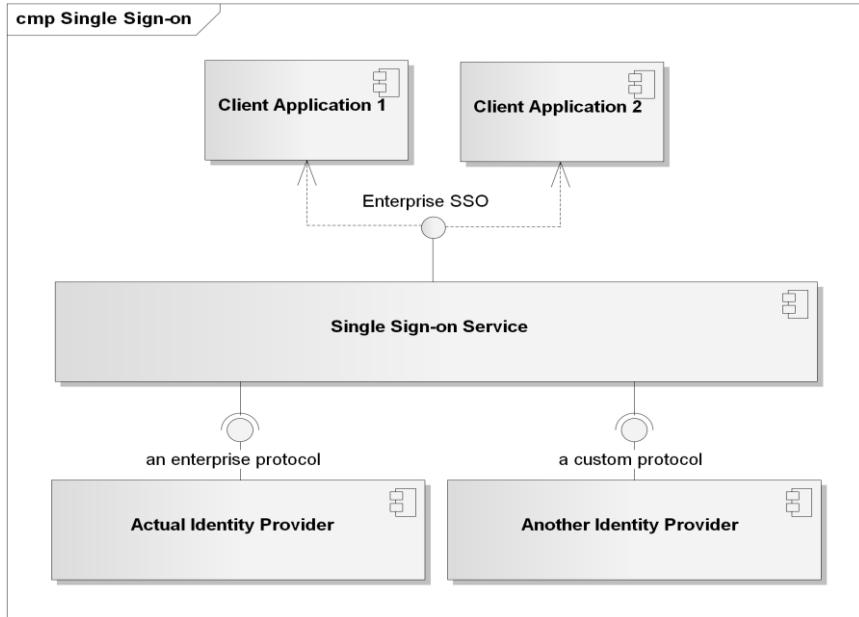 cmp Single Sign-on
Client Application 1
Client Application 2
Enterprise SSO
Single Sign-on Service
an enterprise protocol
a custom protocol
Actual Identity Provider
Another Identity Provider